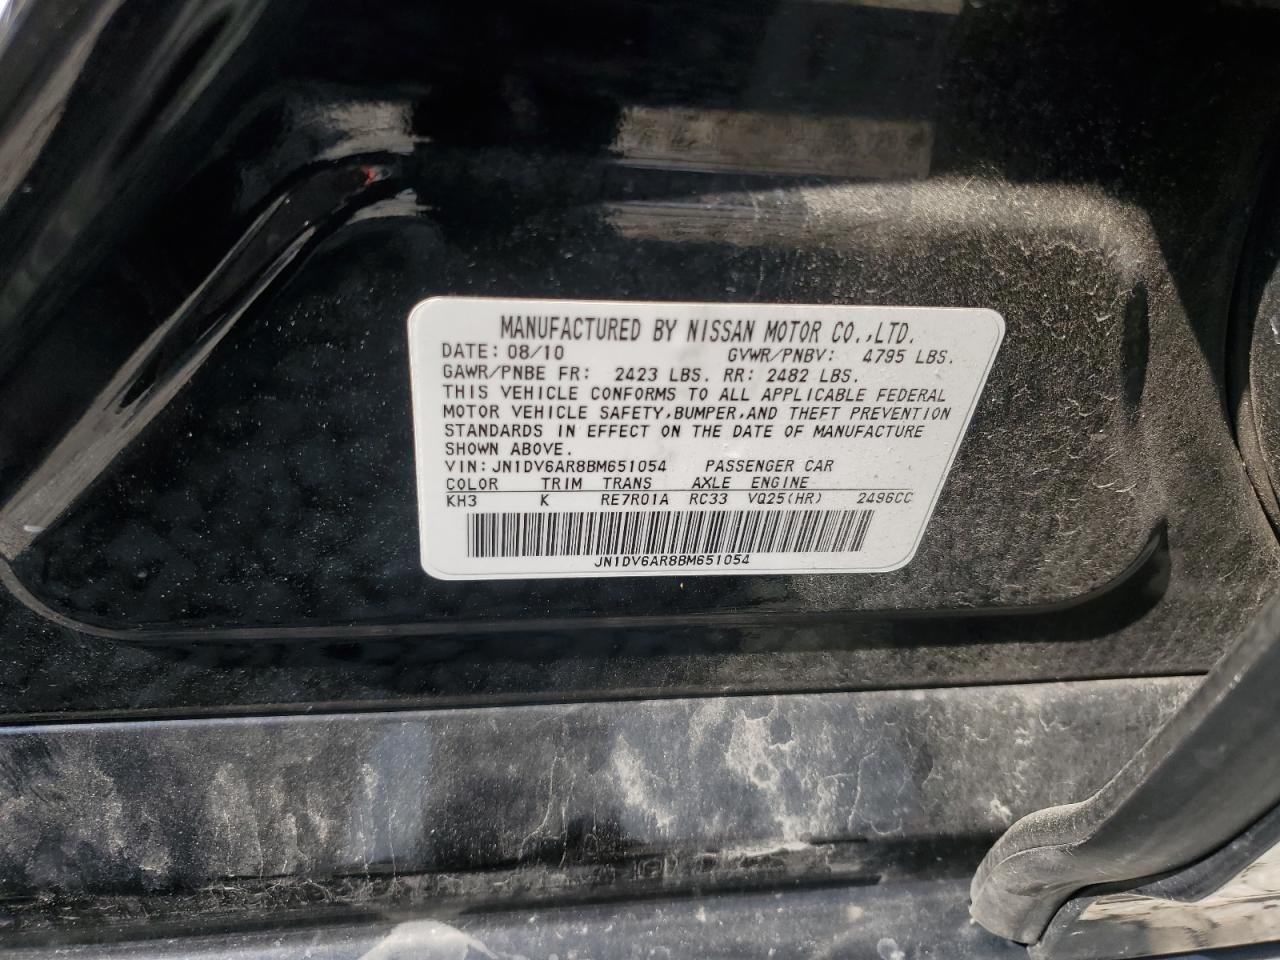 MANUFACTURED BY NISSAN MOTOR CO.,LTD.
DATE: 08/10 GVWR/PNBV: 4795 LBS.
GAWR/PNBE FR: 2423 LBS. RR: 2482 LBS.
THIS VEHICLE CONFORMS TO ALL APPLICABLE FEDERAL
MOTOR VEHICLE SAFETY,BUMPER,AND THEFT PREVENTION
STANDARDS IN EFFECT ON THE DATE OF MANUFACTURE
SHOWN ABOVE.
VIN:JN1DV6AR8BM651054 PASSENGER CAR
COLOR TRIM TRANS AXLE ENGINE
KH3 K RE7R01A RC33 VQ25(HR) 2496CC
JN1DV6AR8BM651054